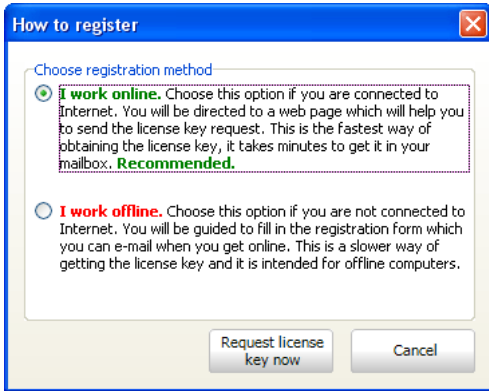 How to register
Choose registration method
I work online. Choose this option if you are connected to
Internet. You will be directed to a web page which will help you
to send the license key request. This is the fastest way of
obtaining the license key, it takes minutes to get it in your
mailbox. Recommended.
I work offline. Choose this option if you are not connected to
Internet. You will be guided to fill in the registration form which
you can e-mail when you get online. This is a slower way of
getting the license key and it is intended for offline computers.
Request license
key now
Cancel